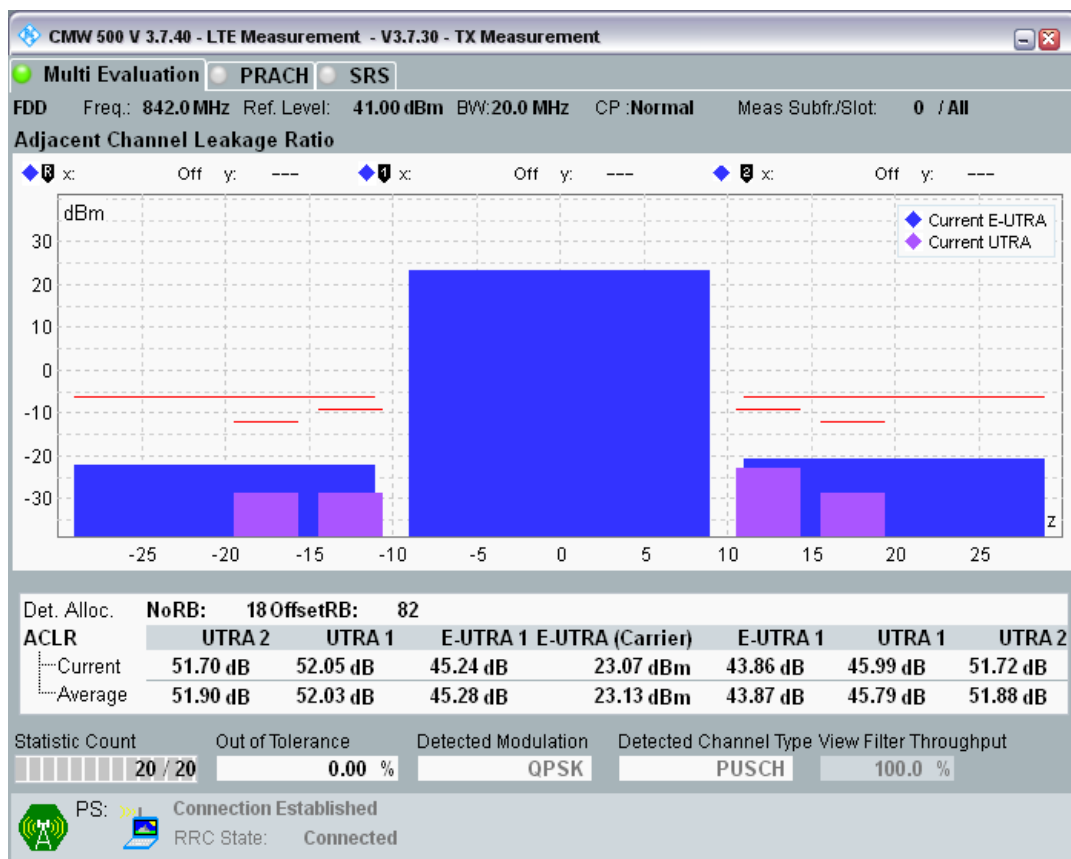 CMW 500 V 3.7.40 - LTE Measurement - V3.7.30 - TX Measurement
Multi Evaluation PRACH SRS
FDD Freq.: 842.0 MHz Ref. Level: 41.00 dBm BW:20.0 MHz CP :Normal Meas Subfr./Slot: 0 / All
Adjacent Channel Leakage Ratio
R x: Off y: --- 1 x: Off y: --- 2 x: Off y: ---
dBm
Current E-UTRA
Current UTRA
30
20
10
0
-10
-20
-30
z
-25 -20 -15 -10 -5 0 5 10 15 20 25
Det. Alloc. NoRB: 18 OffsetRB: 82
ACLR UTRA 2 UTRA 1 E-UTRA 1 E-UTRA (Carrier) E-UTRA 1 UTRA 1 UTRA 2
Current 51.70 dB 52.05 dB 45.24 dB 23.07 dBm 43.86 dB 45.99 dB 51.72 dB
Average 51.90 dB 52.03 dB 45.28 dB 23.13 dBm 43.87 dB 45.79 dB 51.88 dB
Statistic Count Out of Tolerance Detected Modulation Detected Channel Type View Filter Throughput
20 / 20 0.00 % QPSK PUSCH 100.0 %
PS: Connection Established
RRC State: Connected